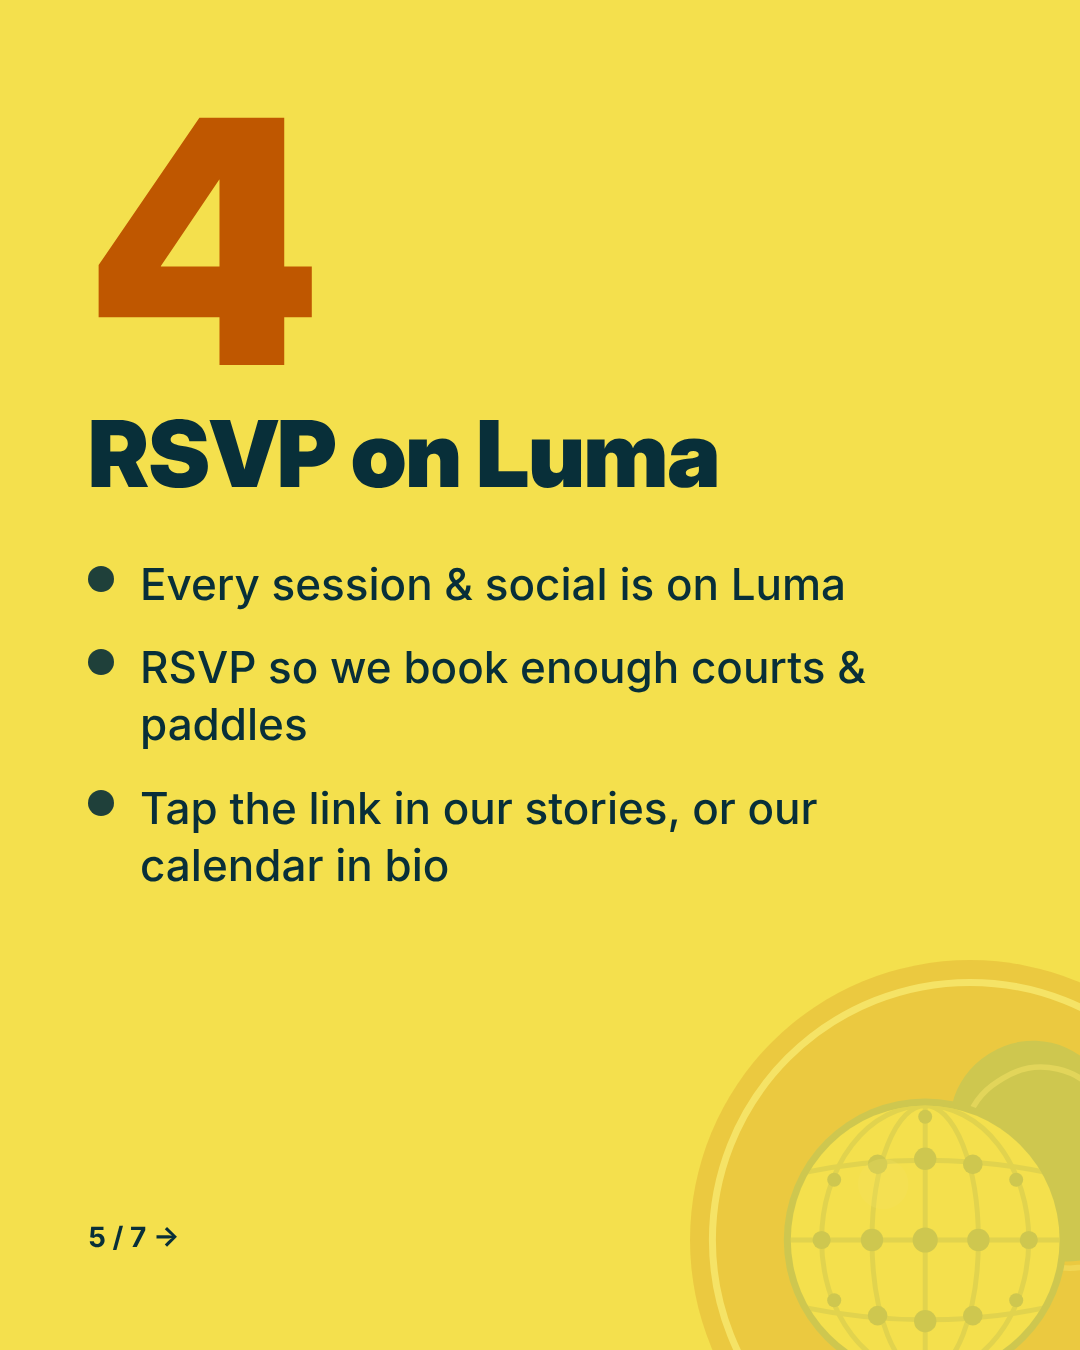 4
RSVP on Luma
Every session & social is on Luma
RSVP so we book enough courts &
paddles
Tap the link in our stories, or our
calendar in bio
5 / 7 →